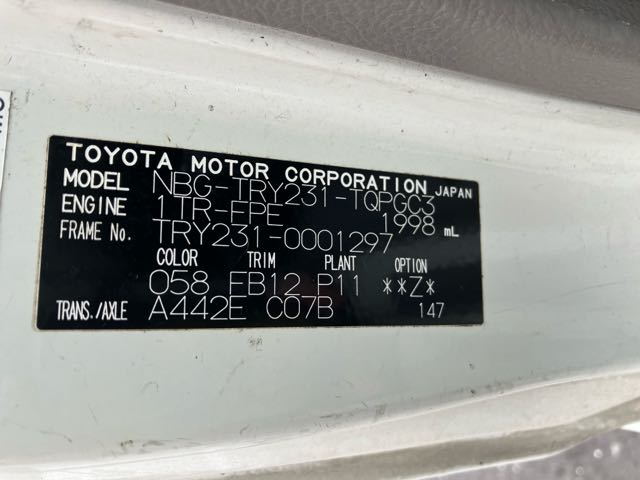 TOYOTA MOTOR CORPORATION JAPAN
MODEL NBG-TRY231-TQPGC3
ENGINE 1TR-FPE 1998 mL
FRAME No. TRY231-0001297
COLOR TRIM PLANT OPTION
058 FB12 P11 **Z*
TRANS./AXLE A442E C07B 147